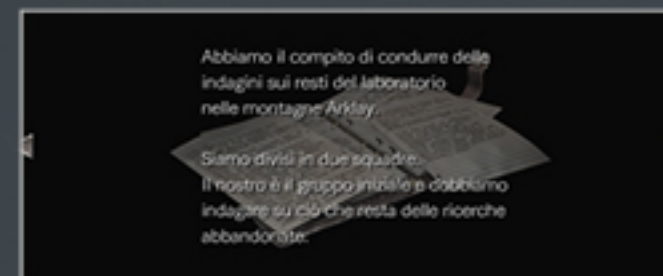 Abbiamo il compito di condurre delle
indagini sui resti del laboratorio
nelle montagne Arklay.
Siamo divisi in due squadre.
Il nostro è il gruppo iniziale e dobbiamo
indagare su ciò che resta delle ricerche
abbandonate.